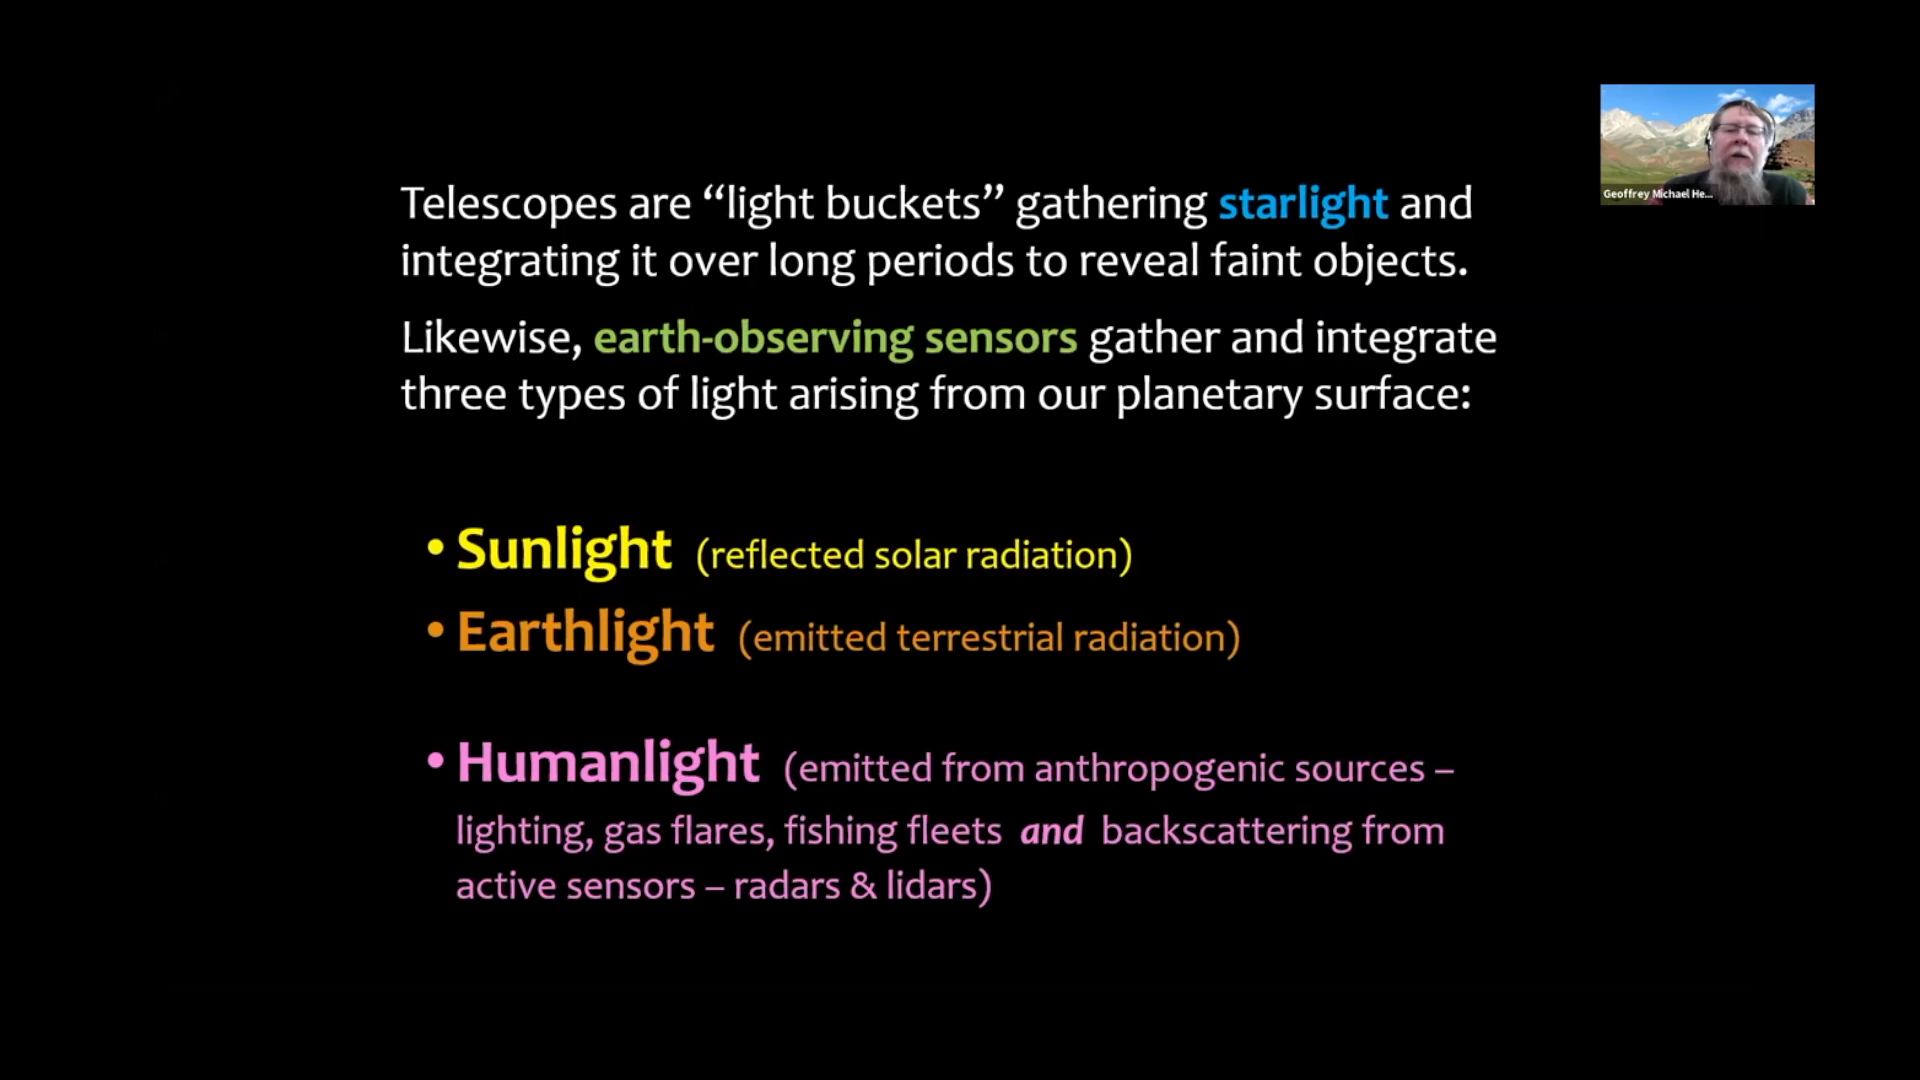 Telescopes are “light buckets” gathering starlight and
integrating it over long periods to reveal faint objects.
Likewise, earth-observing sensors gather and integrate
three types of light arising from our planetary surface:
• Sunlight (reflected solar radiation)
• Earthlight (emitted terrestrial radiation)
• Humanlight (emitted from anthropogenic sources –
lighting, gas flares, fishing fleets and backscattering from
active sensors – radars & lidars)
Geoffrey Michael He...